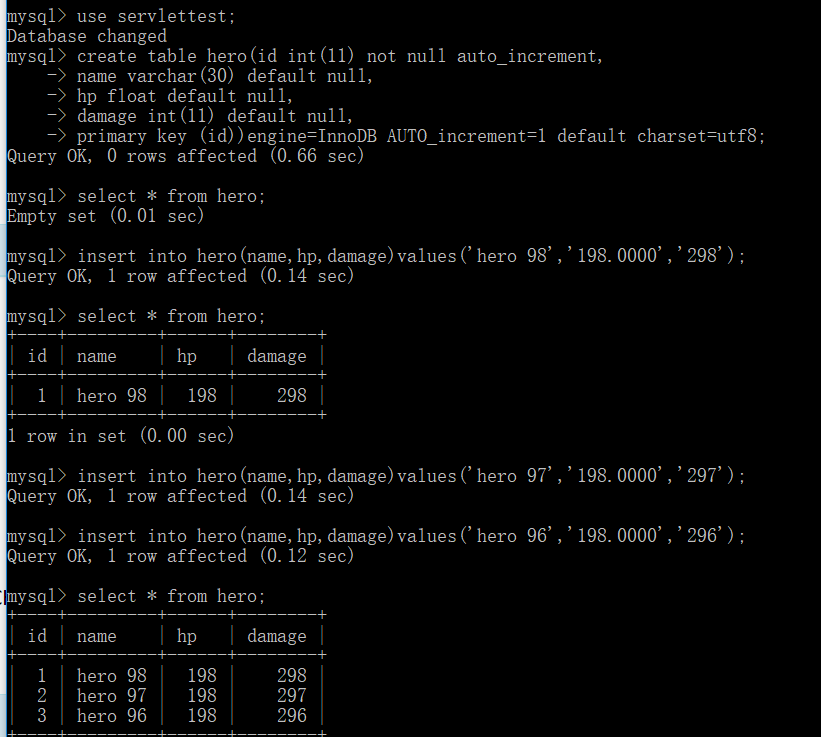 mysql> use servlettest;
Database changed
mysql> create table hero(id int(11) not null auto_increment,
    -> name varchar(30) default null,
    -> hp float default null,
    -> damage int(11) default null,
    -> primary key (id))engine=InnoDB AUTO_increment=1 default charset=utf8;
Query OK, 0 rows affected (0.66 sec)

mysql> select * from hero;
Empty set (0.01 sec)

mysql> insert into hero(name,hp,damage)values('hero 98','198.0000','298');
Query OK, 1 row affected (0.14 sec)

mysql> select * from hero;
+----+---------+------+--------+
| id | name    | hp   | damage |
+----+---------+------+--------+
|  1 | hero 98 |  198 |    298 |
+----+---------+------+--------+
1 row in set (0.00 sec)

mysql> insert into hero(name,hp,damage)values('hero 97','198.0000','297');
Query OK, 1 row affected (0.14 sec)

mysql> insert into hero(name,hp,damage)values('hero 96','198.0000','296');
Query OK, 1 row affected (0.12 sec)

mysql> select * from hero;
+----+---------+------+--------+
| id | name    | hp   | damage |
+----+---------+------+--------+
|  1 | hero 98 |  198 |    298 |
|  2 | hero 97 |  198 |    297 |
|  3 | hero 96 |  198 |    296 |
+----+---------+------+--------+